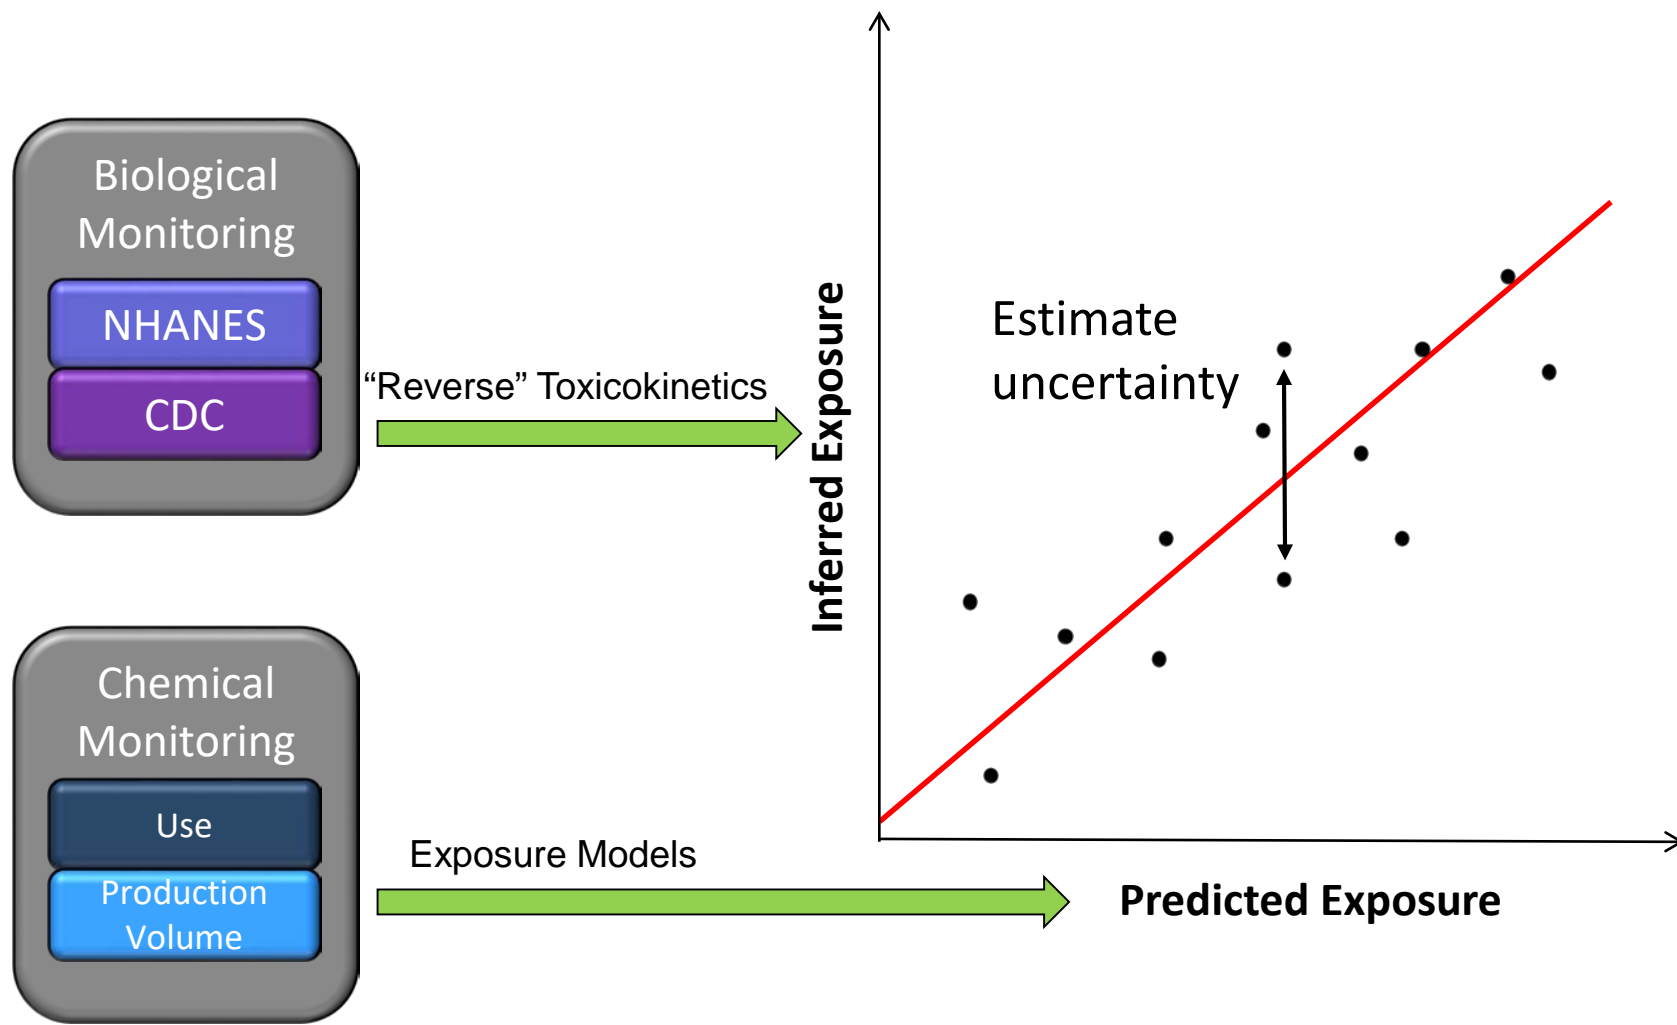 Biological
Monitoring
NHANES
CDC
“Reverse” Toxicokinetics
Chemical
Monitoring
Use
Production
Volume
Exposure Models
Inferred Exposure
Estimate
uncertainty
Predicted Exposure